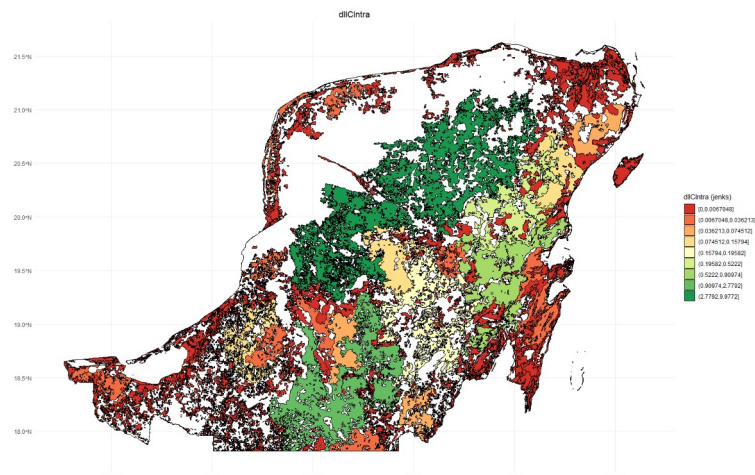 dIICintra
21.5°N
21.0°N
20.5°N
20.0°N
19.5°N
19.0°N
18.5°N
18.0°N
dIICintra (jenks)
[0,0.0067048]
(0.0067048,0.036213]
(0.036213,0.074512]
(0.074512,0.15794]
(0.15794,0.19582]
(0.19582,0.5222]
(0.5222,0.90974]
(0.90974,2.7792]
(2.7792,9.9772]